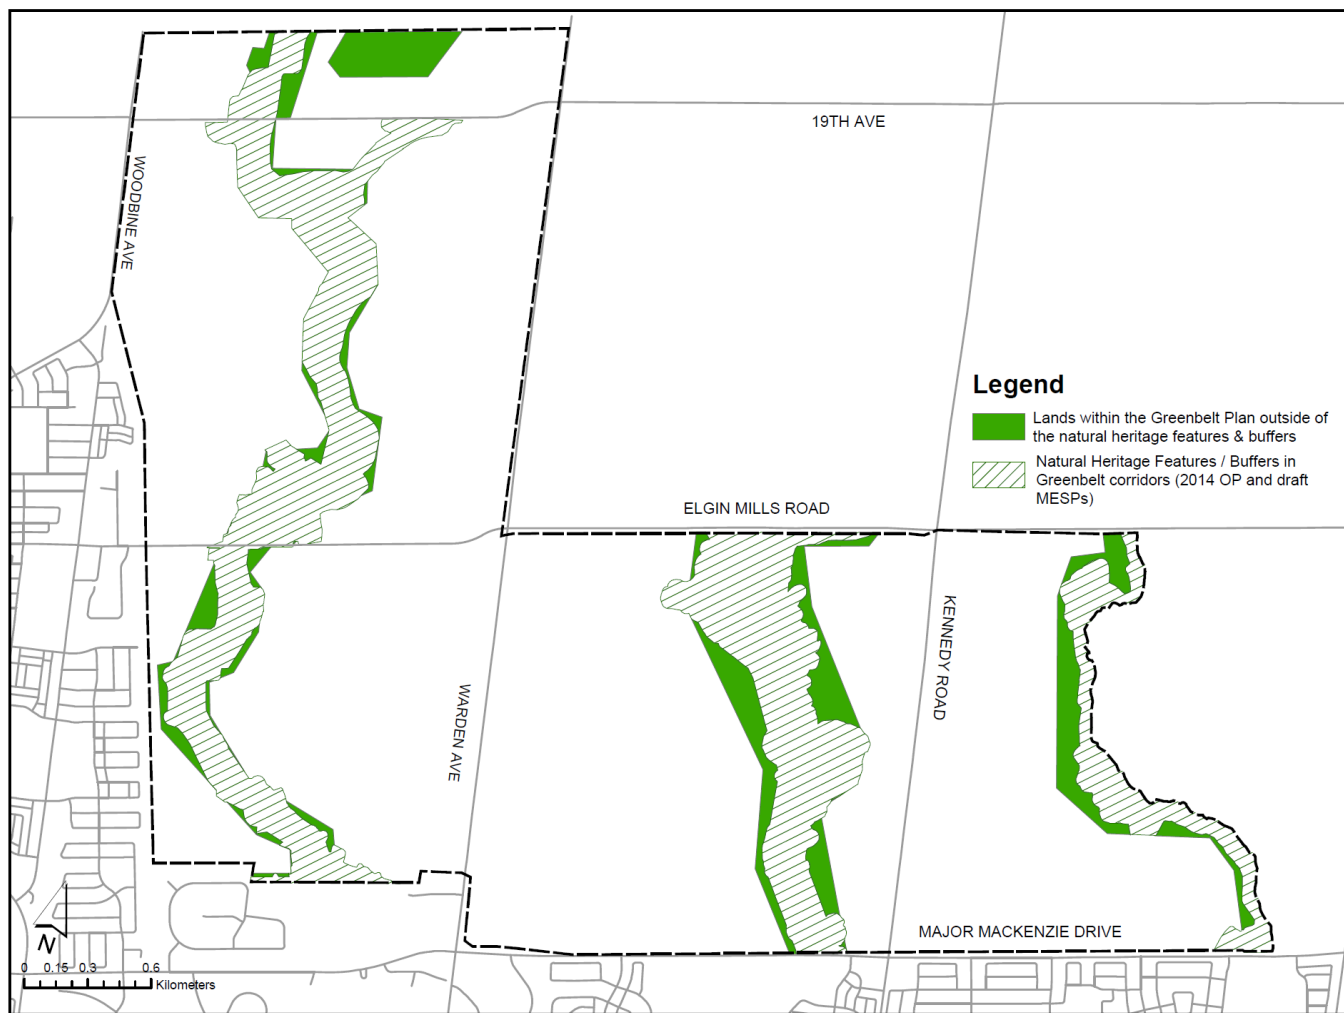 19TH AVE
WOODBINE AVE
Legend
Lands within the Greenbelt Plan outside of
the natural heritage features & buffers
Natural Heritage Features / Buffers in
Greenbelt corridors (2014 OP and draft
MESPs)
ELGIN MILLS ROAD
KENNEDY ROAD
WARDEN AVE
MAJOR MACKENZIE DRIVE
N
0 0.15 0.3 0.6
Kilometers